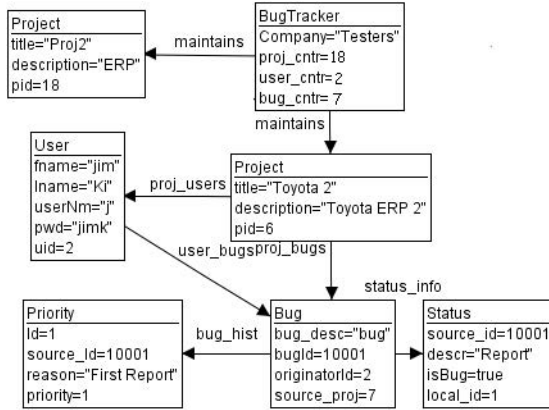 Project
title="Proj2"
description="ERP"
pid=18
maintains
BugTracker
Company="Testers"
proj_cntr=18
user_cntr=2
bug_cntr=7
maintains
User
fname="jim"
lname="Ki"
userNm="j"
pwd="jimk"
uid=2
proj_users
Project
title="Toyota 2"
description="Toyota ERP 2"
pid=6
user_bugs
proj_bugs
status_info
Priority
Id=1
source_Id=10001
reason="First Report"
priority=1
bug_hist
Bug
bug_desc="bug"
bugId=10001
originatorId=2
source_proj=7
Status
source_id=10001
descr="Report"
isBug=true
local_id=1